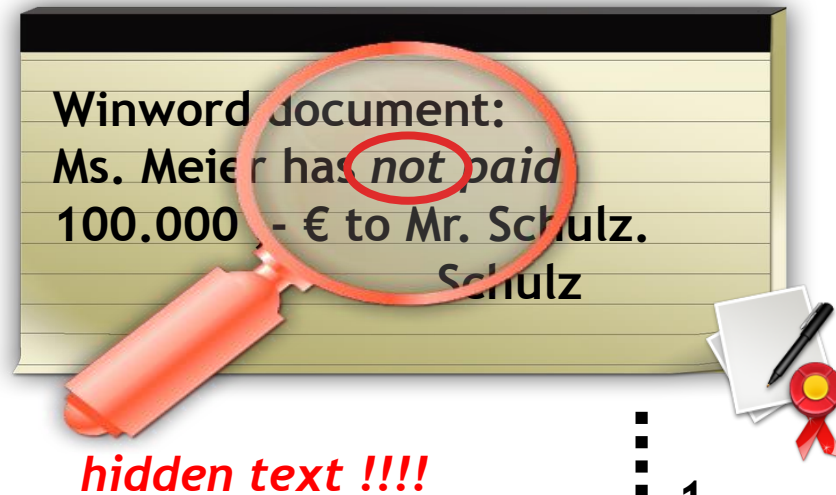 Winword document:
Ms. Meier has not paid
100.000 ,- € to Mr. Schulz.
Schulz
hidden text !!!!
1